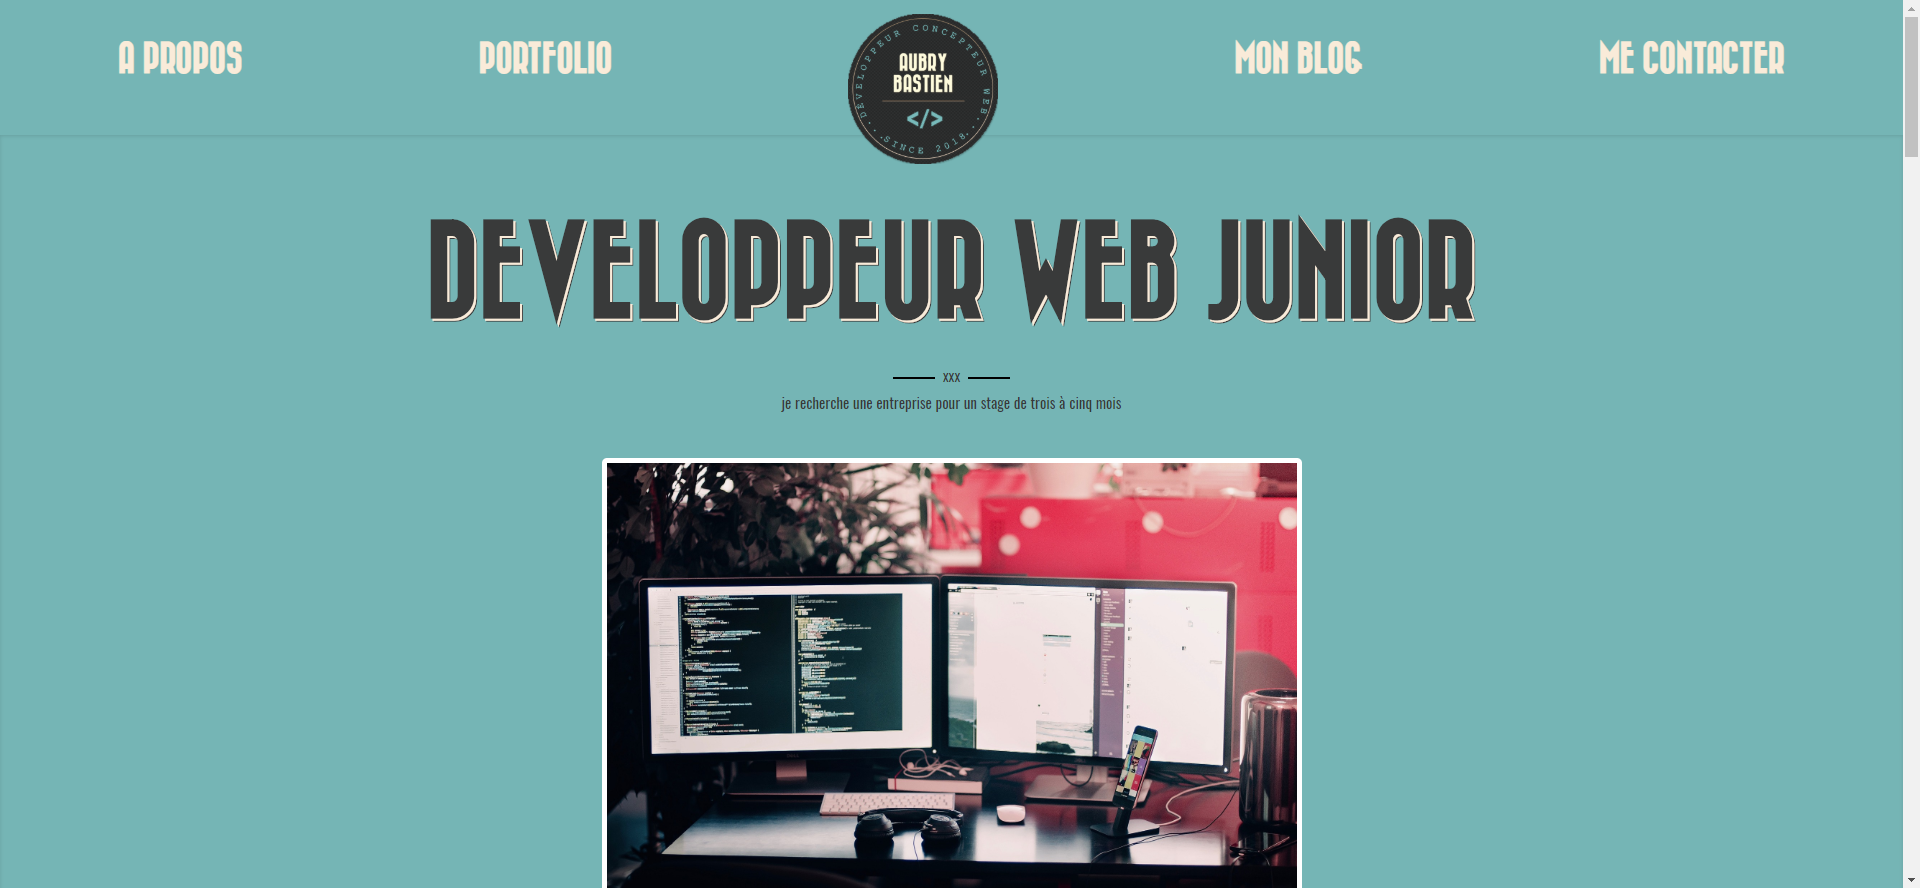 A PROPOS
PORTFOLIO
DEVELOPPEUR CONCEPTEUR WEB
AUBRY
BASTIEN
</>
SINCE 2018
MON BLOG
ME CONTACTER
DEVELOPPEUR WEB JUNIOR
XXX
je recherche une entreprise pour un stage de trois à cinq mois